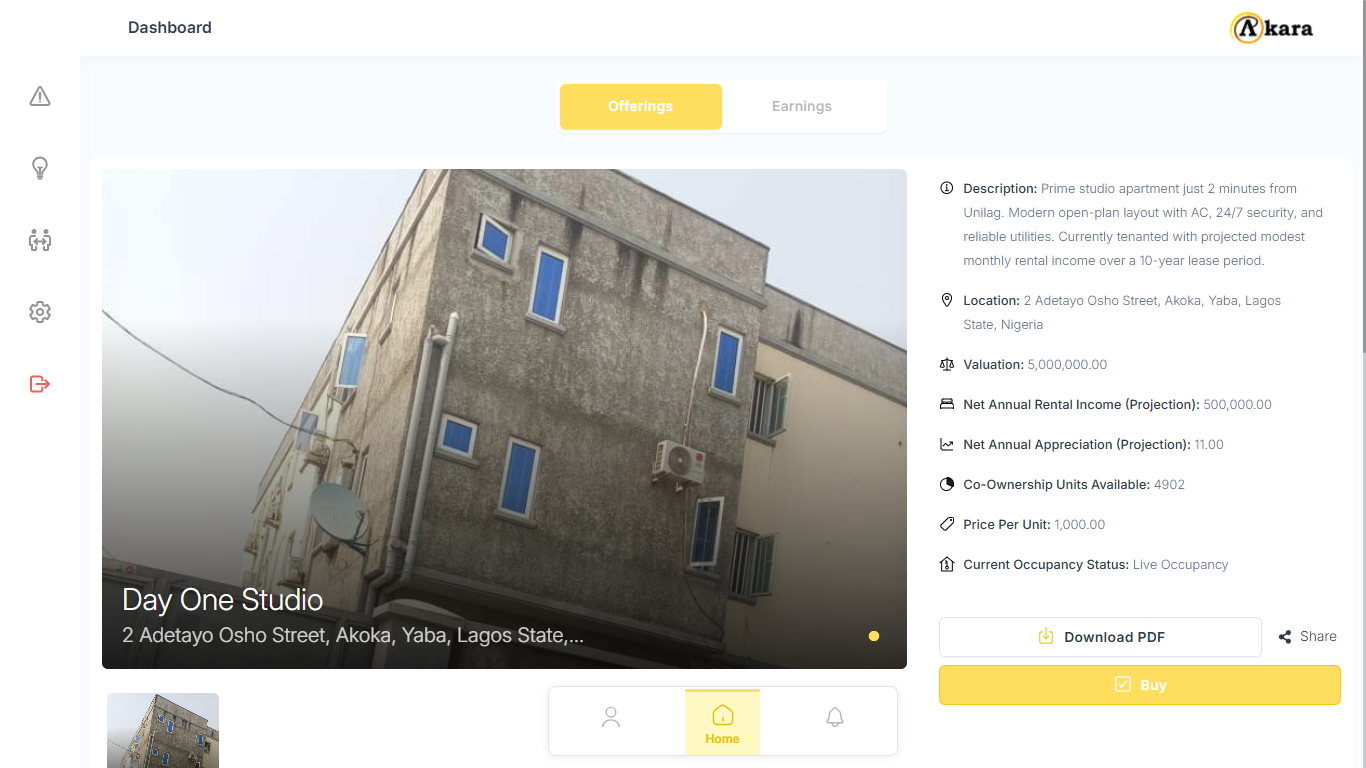 Dashboard
Akara
Offerings
Earnings
Day One Studio
2 Adetayo Osho Street, Akoka, Yaba, Lagos State,...
Description: Prime studio apartment just 2 minutes from
Unilag. Modern open-plan layout with AC, 24/7 security, and
reliable utilities. Currently tenanted with projected modest
monthly rental income over a 10-year lease period.
Location: 2 Adetayo Osho Street, Akoka, Yaba, Lagos
State, Nigeria
Valuation: 5,000,000.00
Net Annual Rental Income (Projection): 500,000.00
Net Annual Appreciation (Projection): 11.00
Co-Ownership Units Available: 4902
Price Per Unit: 1,000.00
Current Occupancy Status: Live Occupancy
Download PDF
Share
Buy
Home